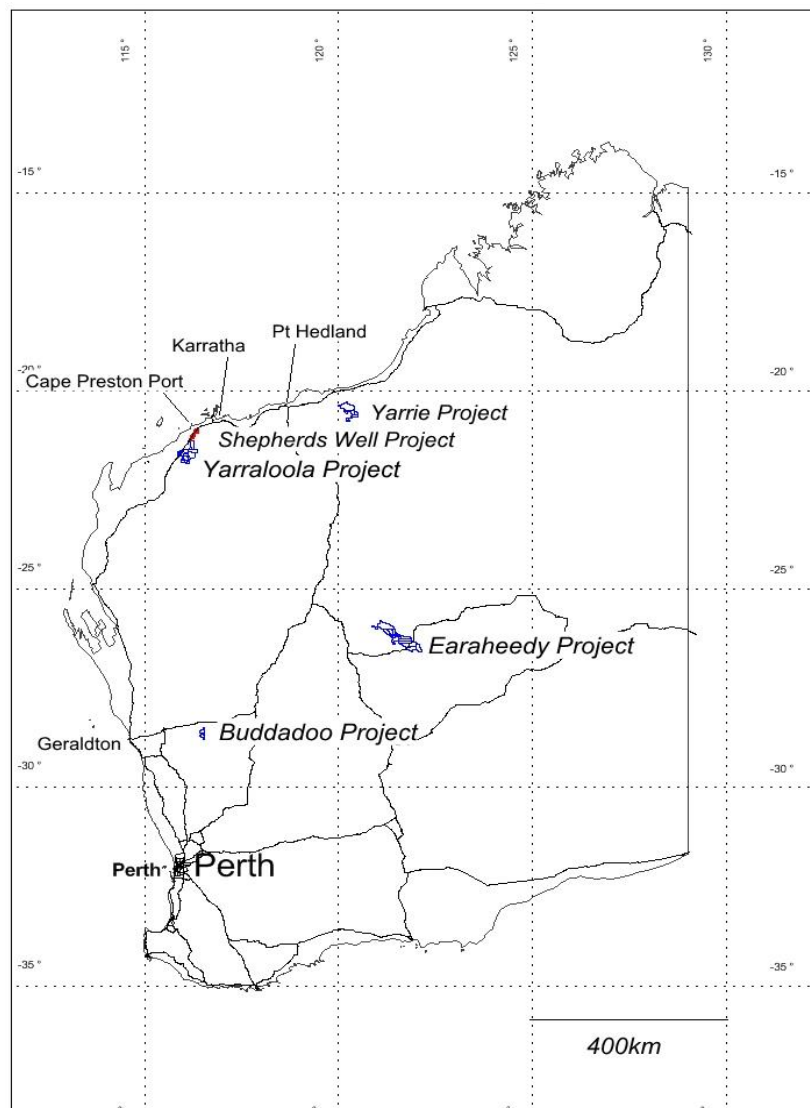 115 °
120 °
125 °
130 °
-15 °
-15 °
Pt Hedland
Karratha
-20 °
-20 °
Cape Preston Port
Yarrie Project
Shepherds Well Project
Yarraloola Project
-25 °
-25 °
Earaheedy Project
Buddadoo Project
Geraldton
-30 °
-30 °
Perth
Perth
-35 °
-35 °
400km